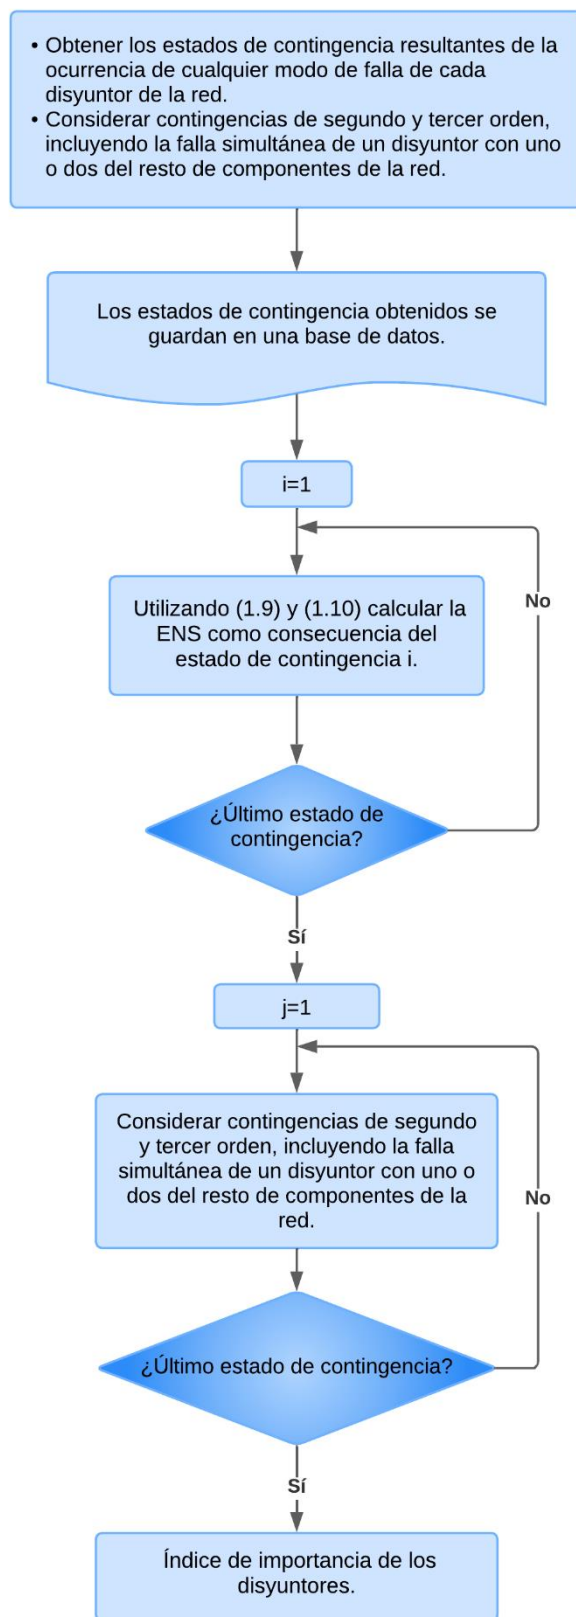 • Obtener los estados de contingencia resultantes de la
ocurrencia de cualquier modo de falla de cada
disyuntor de la red.
• Considerar contingencias de segundo y tercer orden,
incluyendo la falla simultánea de un disyuntor con uno
o dos del resto de componentes de la red.
Los estados de contingencia obtenidos se
guardan en una base de datos.
i=1
Utilizando (1.9) y (1.10) calcular la
ENS como consecuencia del
estado de contingencia i.
No
¿Último estado de
contingencia?
Sí
j=1
Considerar contingencias de segundo
y tercer orden, incluyendo la falla
simultánea de un disyuntor con uno o
dos del resto de componentes de la
red.
No
¿Último estado de contingencia?
Sí
Índice de importancia de los
disyuntores.